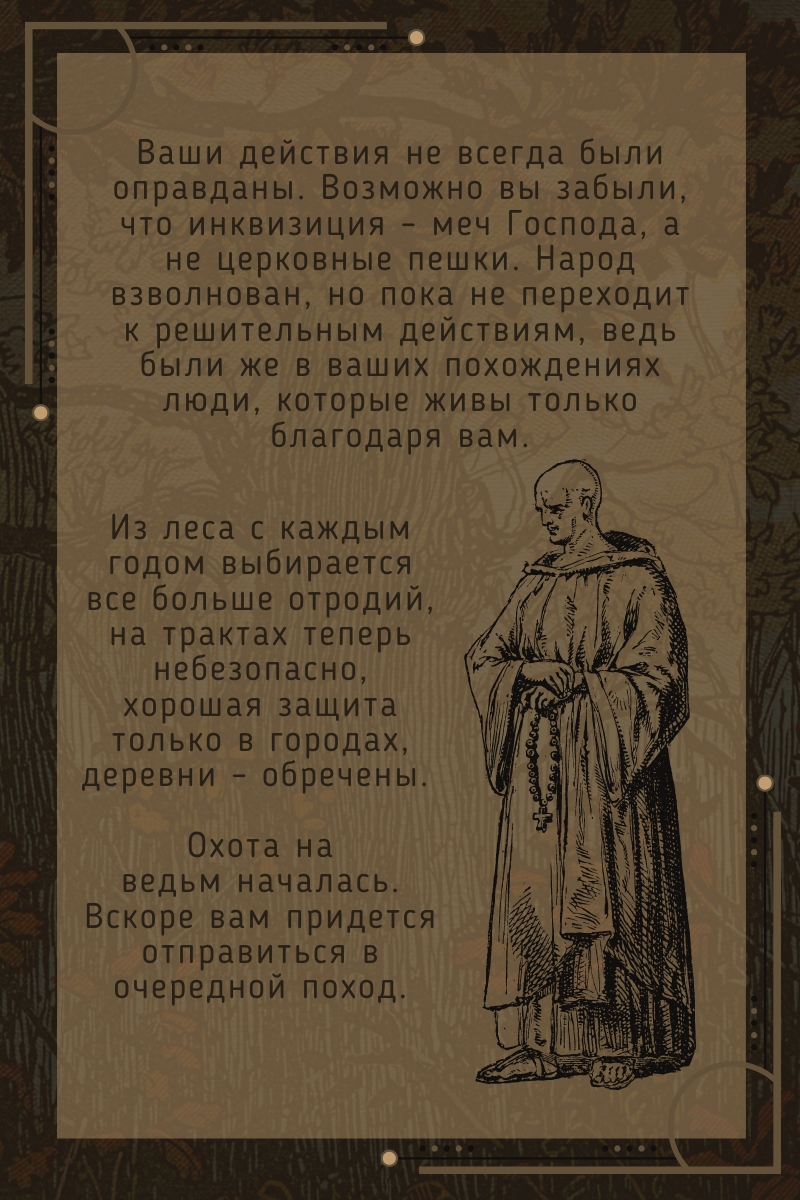 Ваши действия не всегда были
оправданы. Возможно вы забыли,
что инквизиция – меч Господа, а
не церковные пешки. Народ
взволнован, но пока не переходит
к решительным действиям, ведь
были же в ваших похождениях
люди, которые живы только
благодаря вам.
Из леса с каждым
годом выбирается
все больше отродий,
на трактах теперь
небезопасно,
хорошая защита
только в городах,
деревни – обречены.
Охота на
ведьм началась.
Вскоре вам придется
отправиться в
очередной поход.